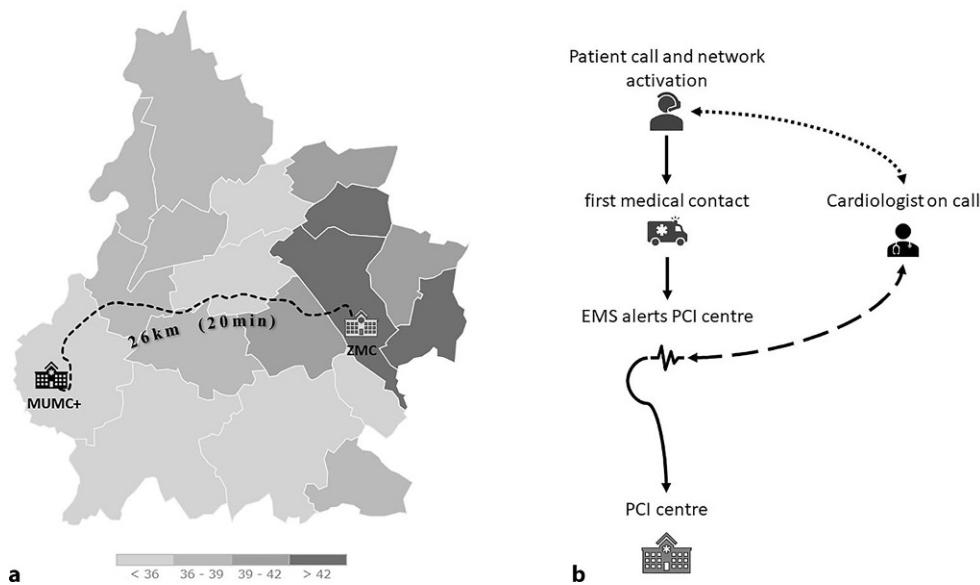 26km (20min)
ZMC
MUMC+
< 36 36 - 39 39 - 42 > 42
a
Patient call and network
activation
first medical contact
Cardiologist on call
EMS alerts PCI centre
PCI centre
b